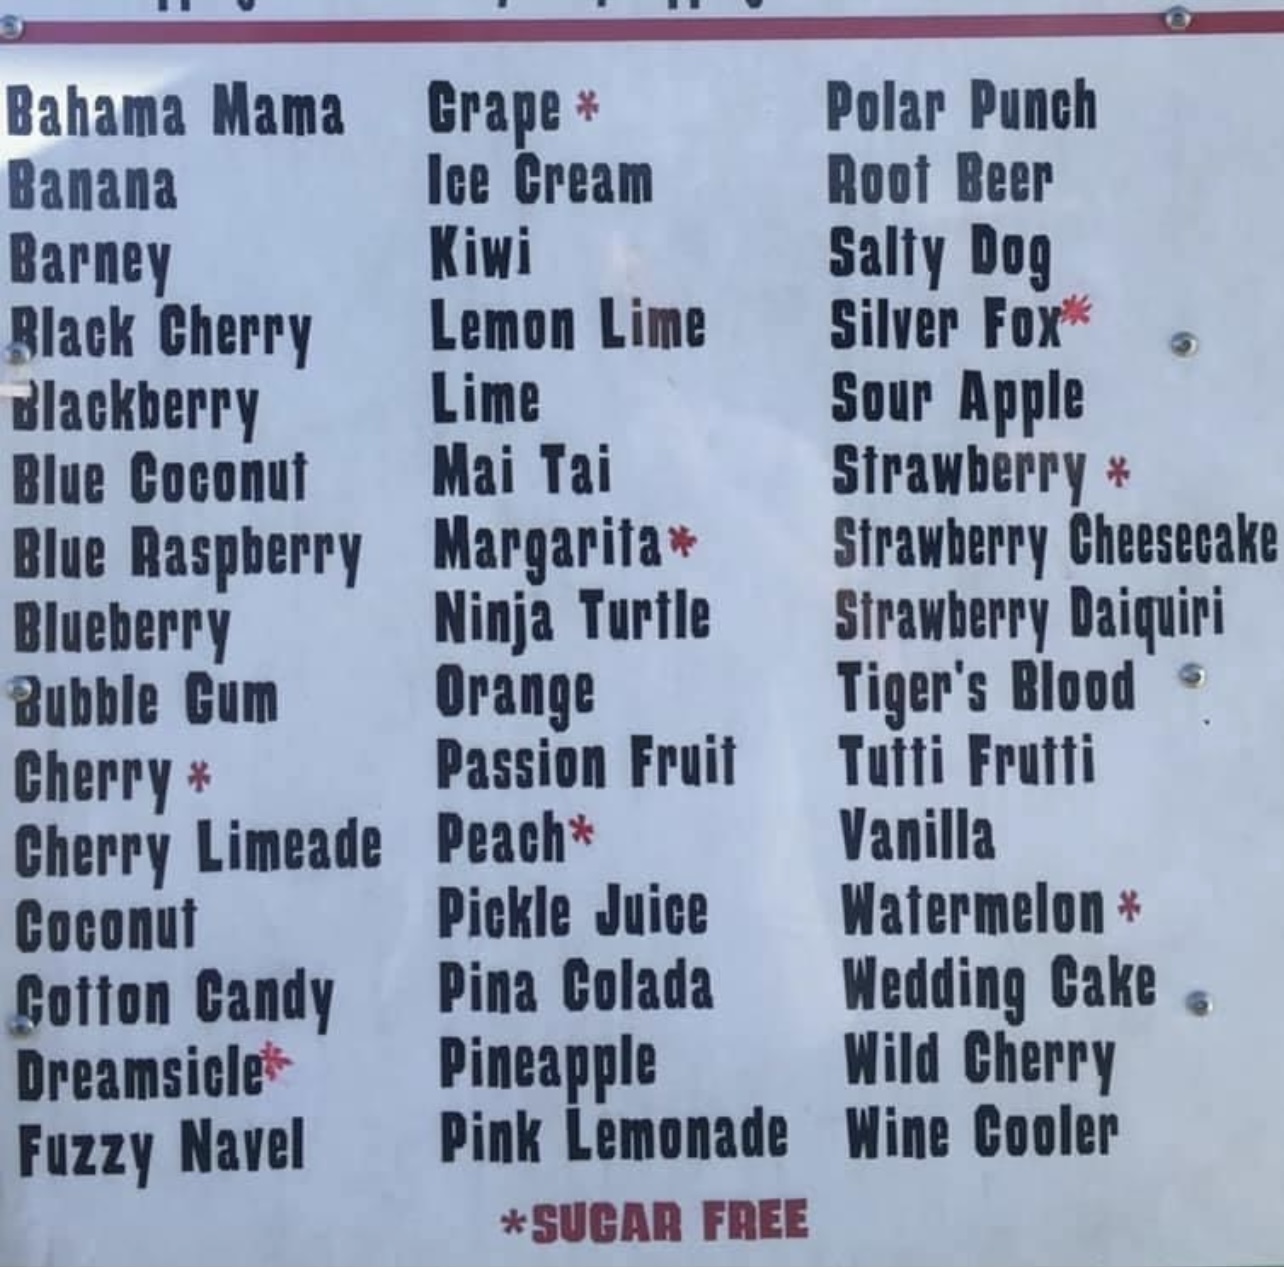 Bahama Mama
Banana
Barney
Black Cherry
Blackberry
Blue Coconut
Blue Raspberry
Blueberry
Bubble Gum
Cherry *
Cherry Limeade
Coconut
Cotton Candy
Dreamsicle*
Fuzzy Navel
Grape *
Ice Cream
Kiwi
Lemon Lime
Lime
Mai Tai
Margarita*
Ninja Turtle
Orange
Passion Fruit
Peach*
Pickle Juice
Pina Colada
Pineapple
Pink Lemonade
Polar Punch
Root Beer
Salty Dog
Silver Fox*
Sour Apple
Strawberry *
Strawberry Cheesecake
Strawberry Daiquiri
Tiger's Blood
Tutti Frutti
Vanilla
Watermelon *
Wedding Cake
Wild Cherry
Wine Cooler
*SUGAR FREE